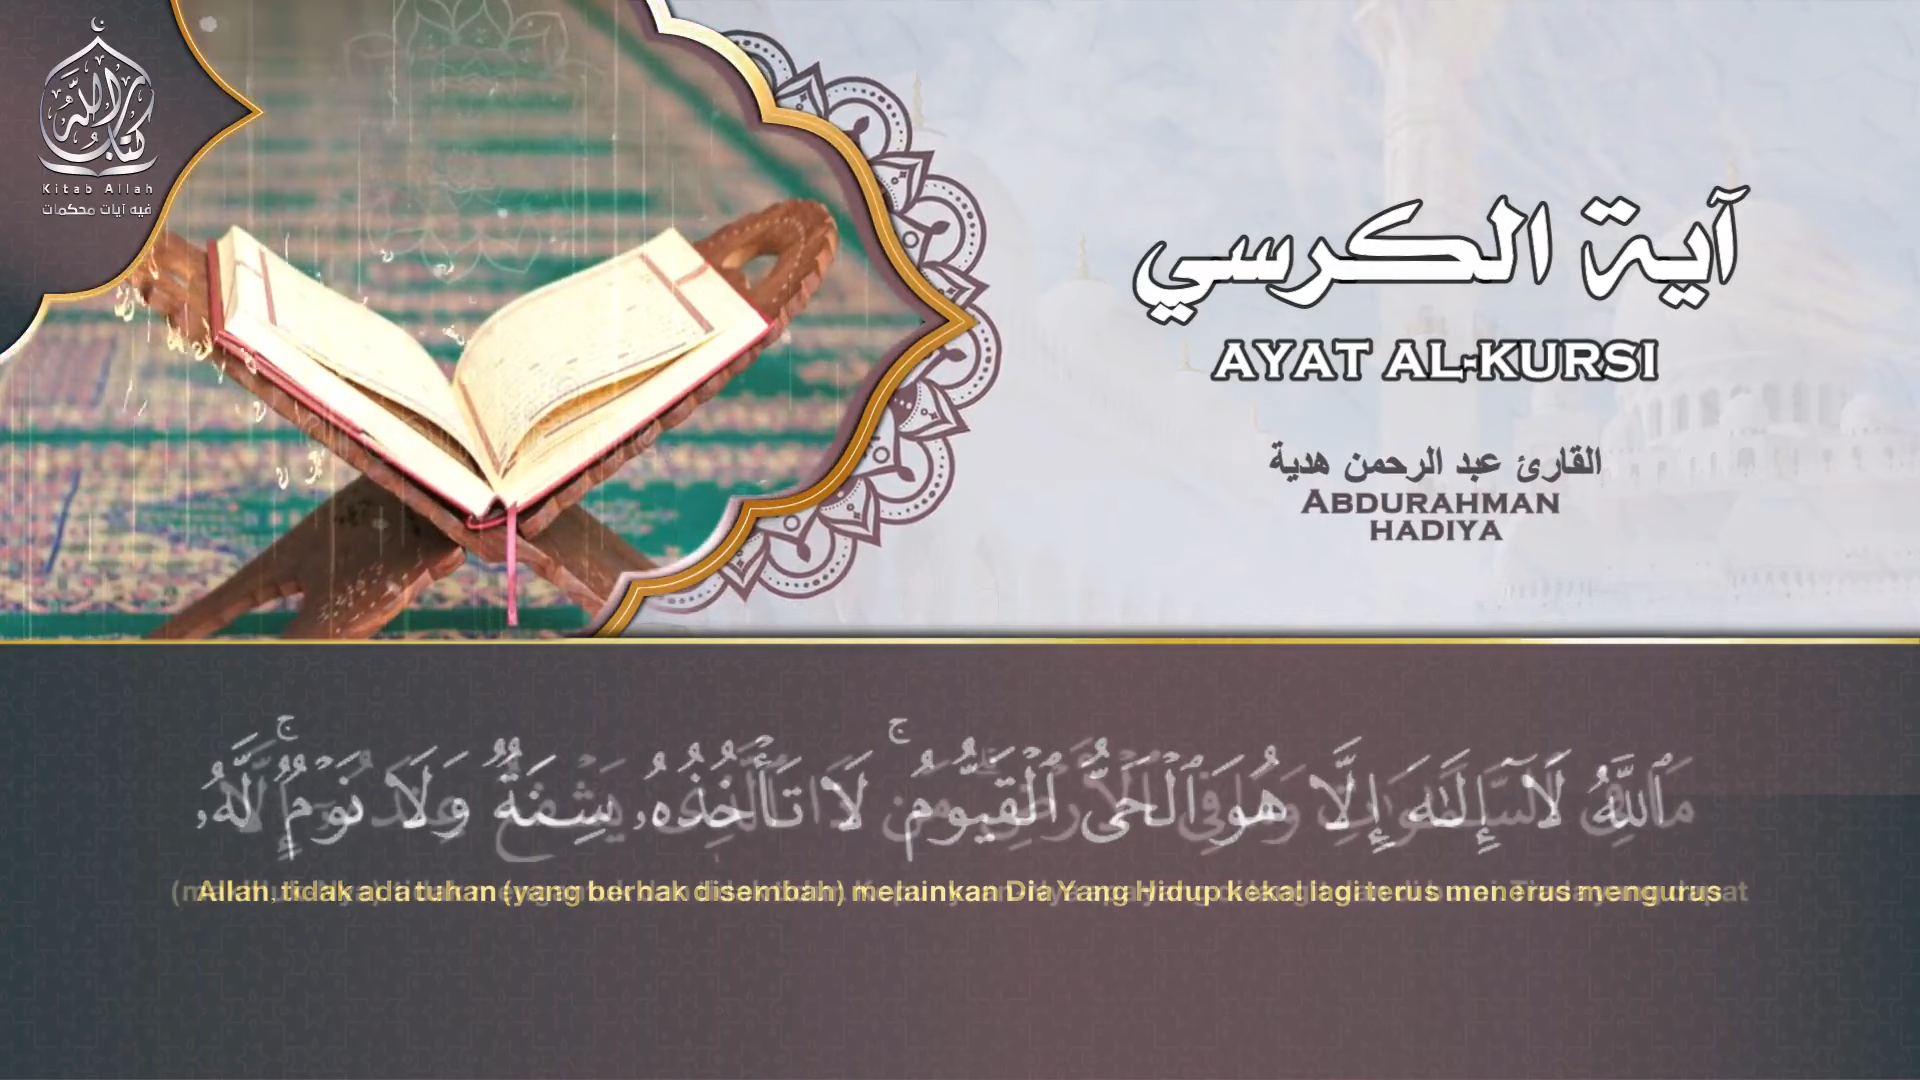 كتاب الله
Kitab Allah
فيه آيات محكمات
آية الكرسي
AYAT AL-KURSI
القارئ عبد الرحمن هدية
ABDURAHMAN
HADIYA
ٱللَّهُ لَآ إِلَٰهَ إِلَّا هُوَ ٱلْحَىُّ ٱلْقَيُّومُ ۚ لَا تَأْخُذُهُۥ سِنَةٌ وَلَا نَوْمٌ ۚ لَّهُۥ
Allah, tidak ada tuhan (yang berhak disembah) melainkan Dia Yang Hidup kekal lagi terus menerus mengurus